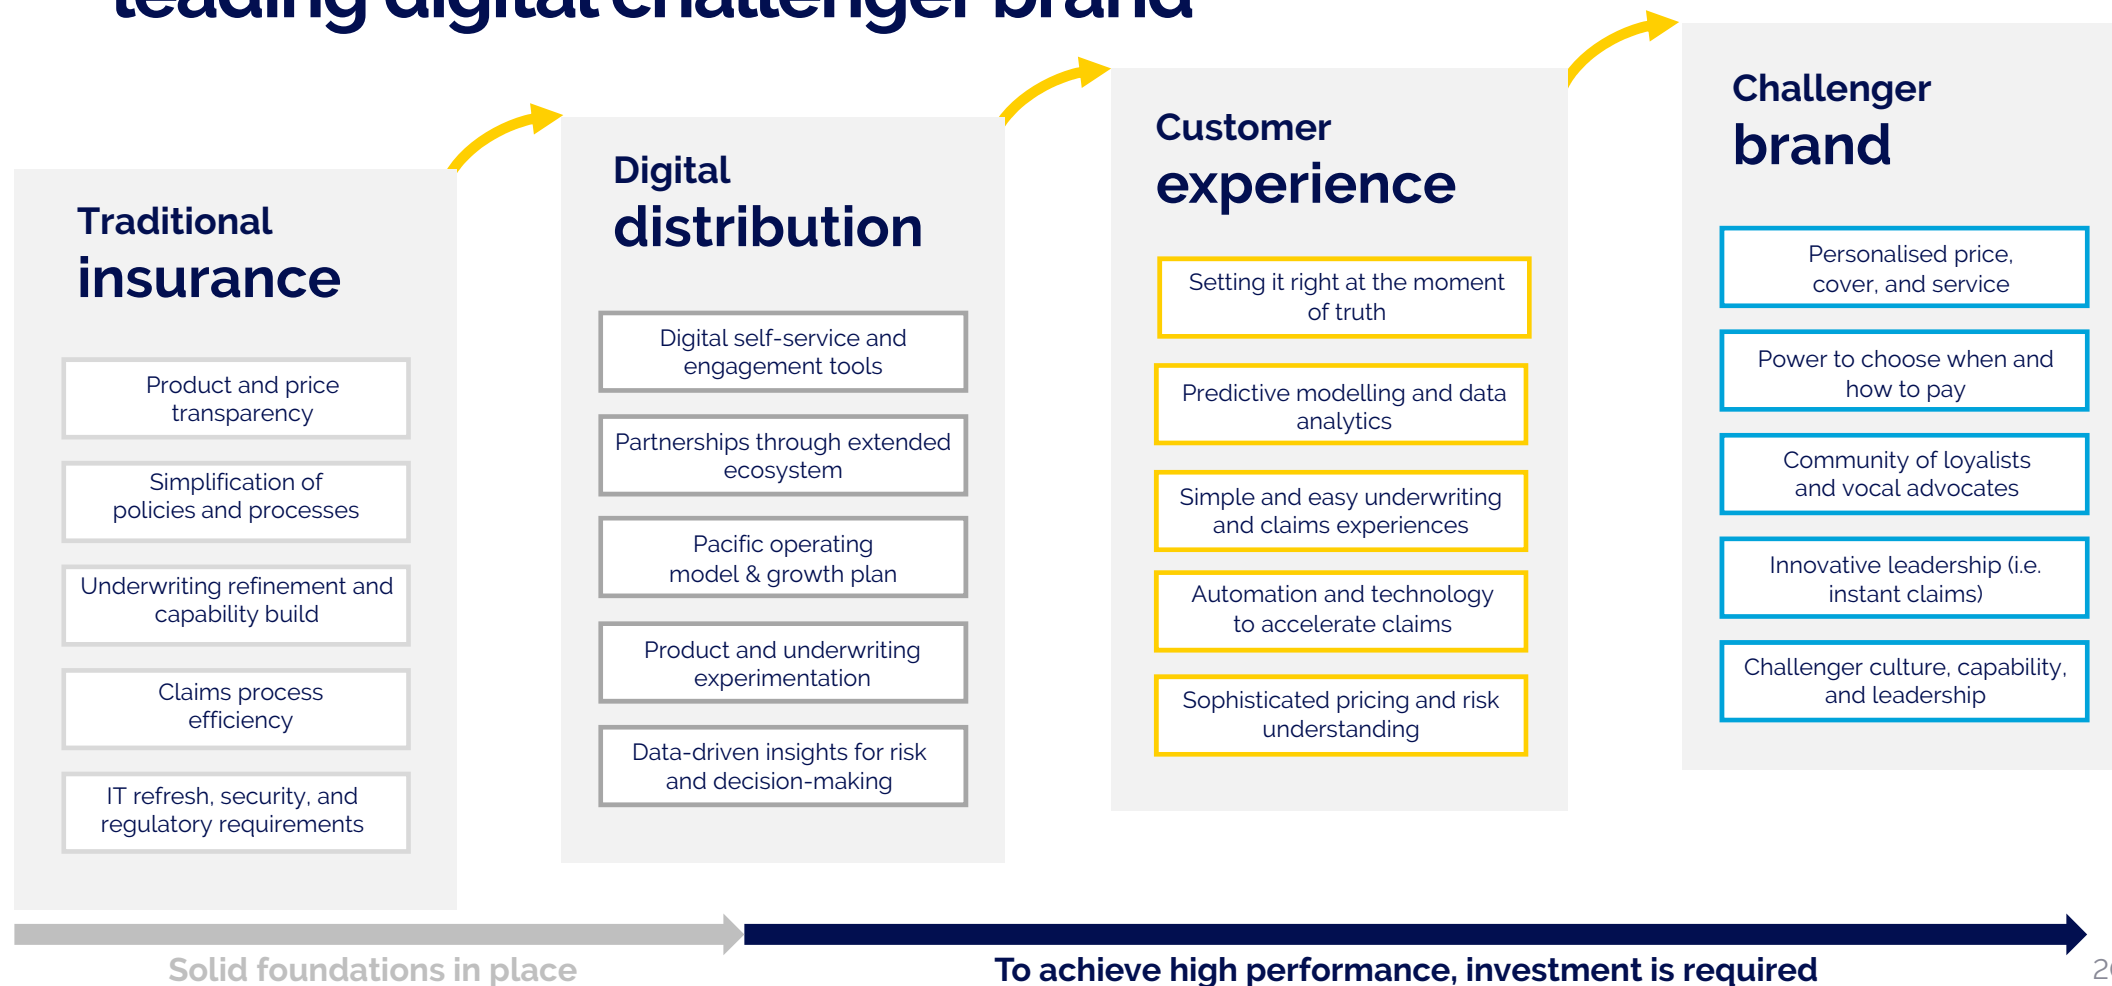 leading digital challenger brand
Traditional
insurance
Product and price
transparency
Simplification of
policies and processes
Underwriting refinement and
capability build
Claims process
efficiency
IT refresh, security, and
regulatory requirements
Digital
distribution
Digital self-service and
engagement tools
Partnerships through extended
ecosystem
Pacific operating
model & growth plan
Product and underwriting
experimentation
Data-driven insights for risk
and decision-making
Customer
experience
Setting it right at the moment
of truth
Predictive modelling and data
analytics
Simple and easy underwriting
and claims experiences
Automation and technology
to accelerate claims
Sophisticated pricing and risk
understanding
Challenger
brand
Personalised price,
cover, and service
Power to choose when and
how to pay
Community of loyalists
and vocal advocates
Innovative leadership (i.e.
instant claims)
Challenger culture, capability,
and leadership
Solid foundations in place
To achieve high performance, investment is required